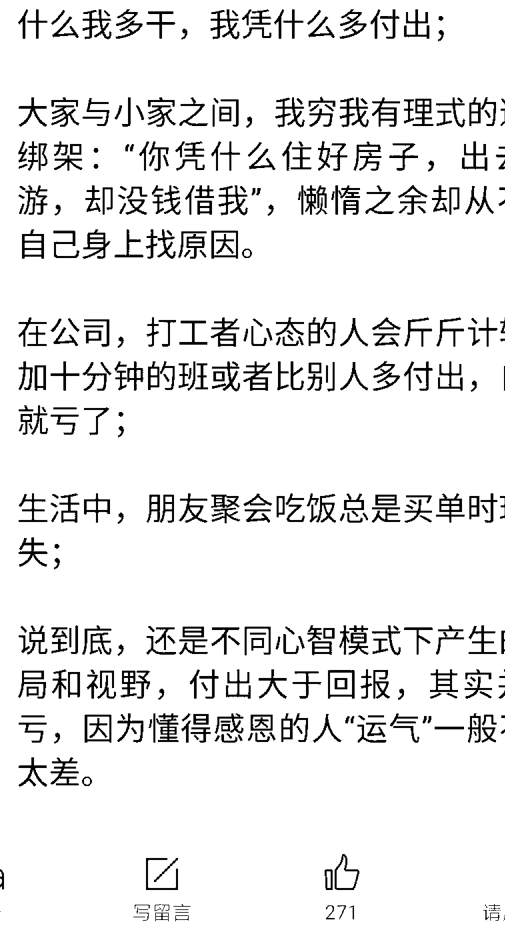 什么我多干，我凭什么多付出；
大家与小家之间，我穷我有理式的
绑架：“你凭什么住好房子，出
游，却没钱借我”，懒惰之余却从
自己身上找原因。
在公司，打工者心态的人会斤斤计
加十分钟的班或者比别人多付出，
就亏了；
生活中，朋友聚会吃饭总是买单时
失；
说到底，还是不同心智模式下产生
局和视野，付出大于回报，其实
亏，因为懂得感恩的人“运气”一般
太差。
写留言
271
请